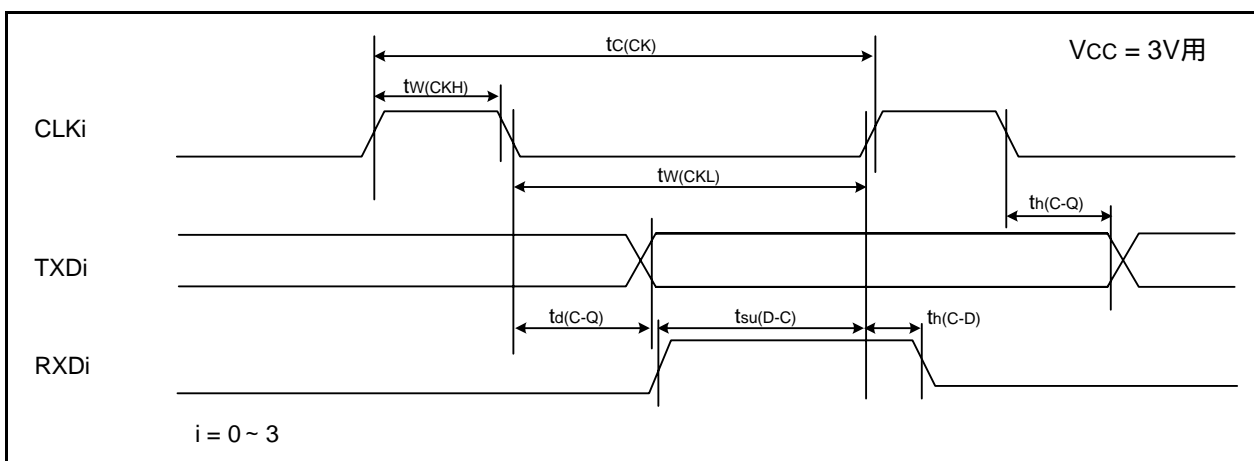 tC(CK)
VCC = 3V用
tW(CKH)
CLKi
tW(CKL)
th(C-Q)
TXDi
td(C-Q)
tsu(D-C)
th(C-D)
RXDi
i = 0 ~ 3